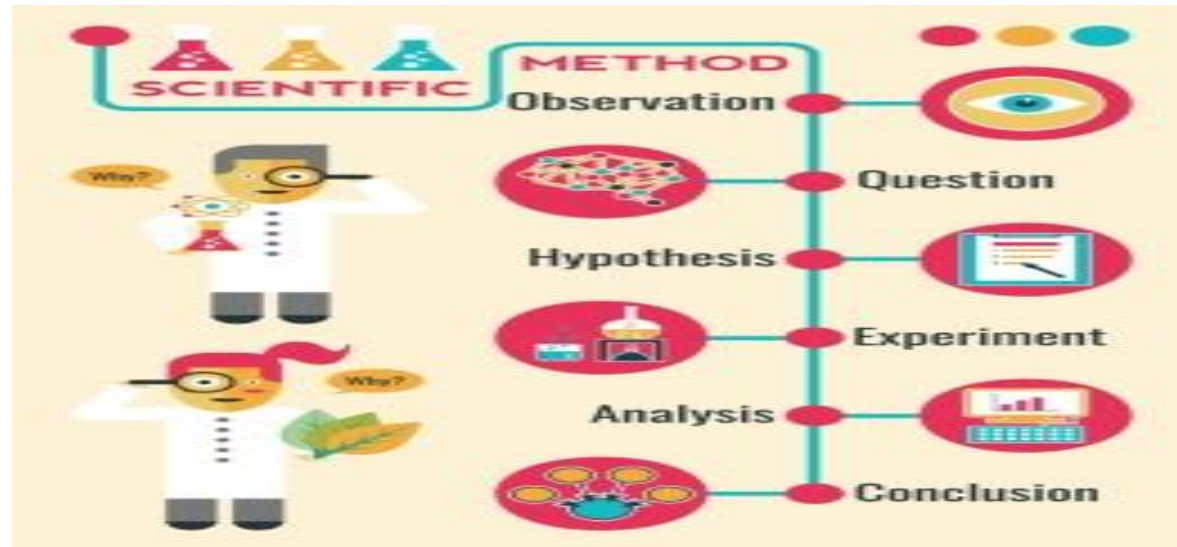 SCIENTIFIC
METHOD
Observation
Why?
Question
Hypothesis
Experiment
Why?
Analysis
Conclusion